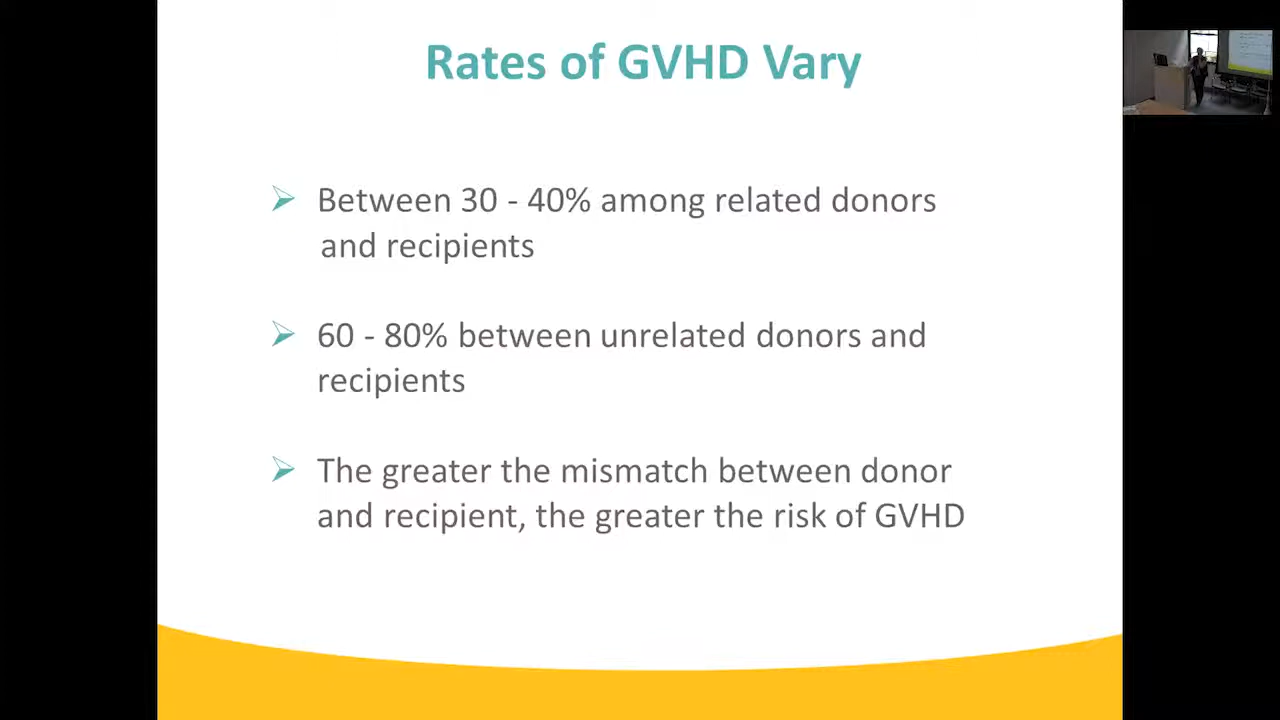 Rates of GVHD Vary
Between 30 - 40% among related donors
and recipients
60 - 80% between unrelated donors and
recipients
The greater the mismatch between donor
and recipient, the greater the risk of GVHD